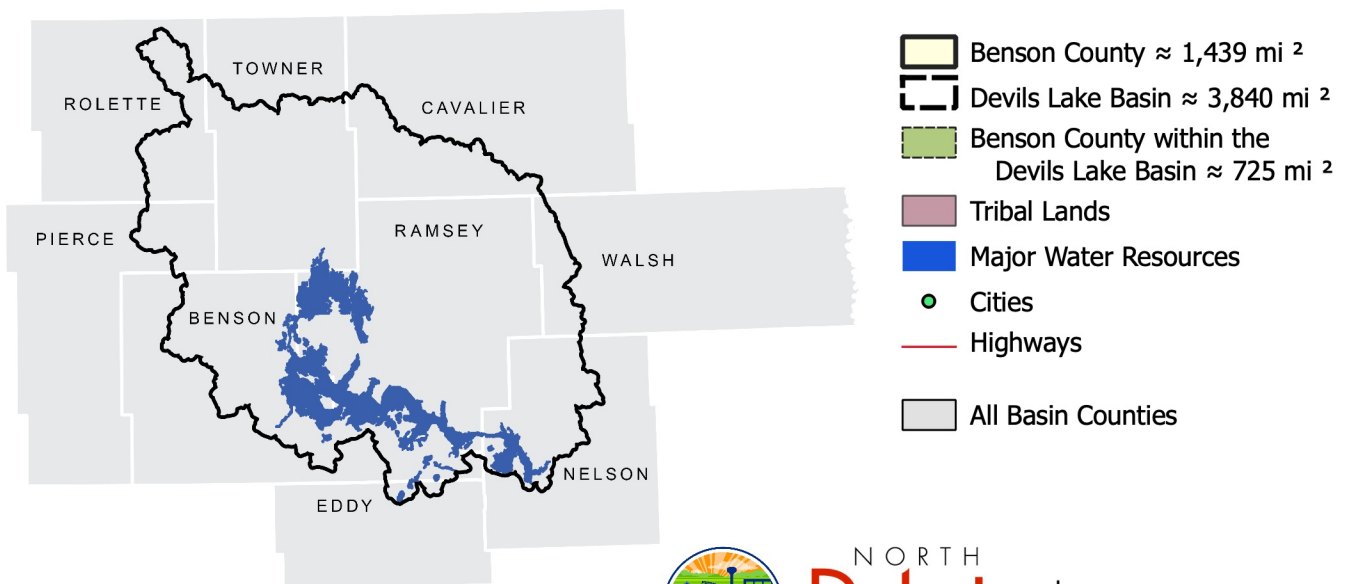 TOWNER
ROLETTE
CAVALIER
PIERCE
RAMSEY
WALSH
BENSON
NELSON
EDDY
Benson County ≈ 1,439 mi ²
Devils Lake Basin ≈ 3,840 mi ²
Benson County within the
Devils Lake Basin ≈ 725 mi ²
Tribal Lands
Major Water Resources
Cities
Highways
All Basin Counties
NORTH